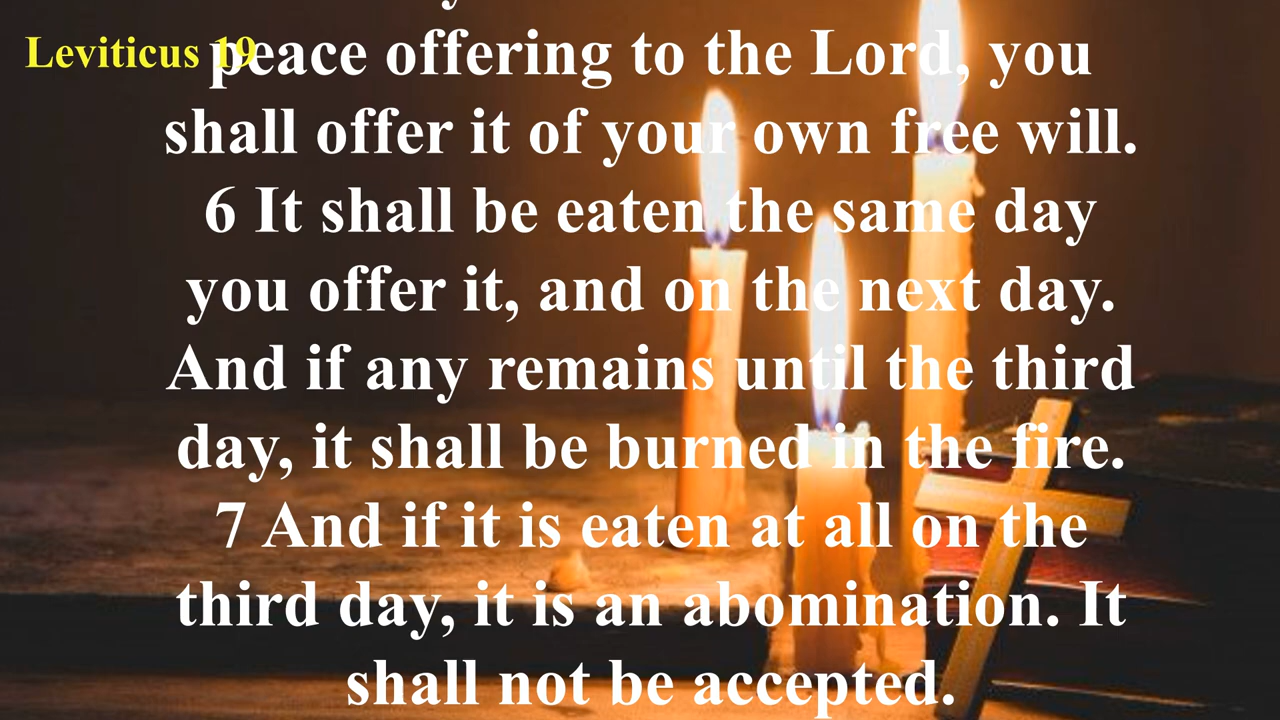 Leviticus 19
peace offering to the Lord, you
shall offer it of your own free will.
6 It shall be eaten the same day
you offer it, and on the next day.
And if any remains until the third
day, it shall be burned in the fire.
7 And if it is eaten at all on the
third day, it is an abomination. It
shall not be accepted.